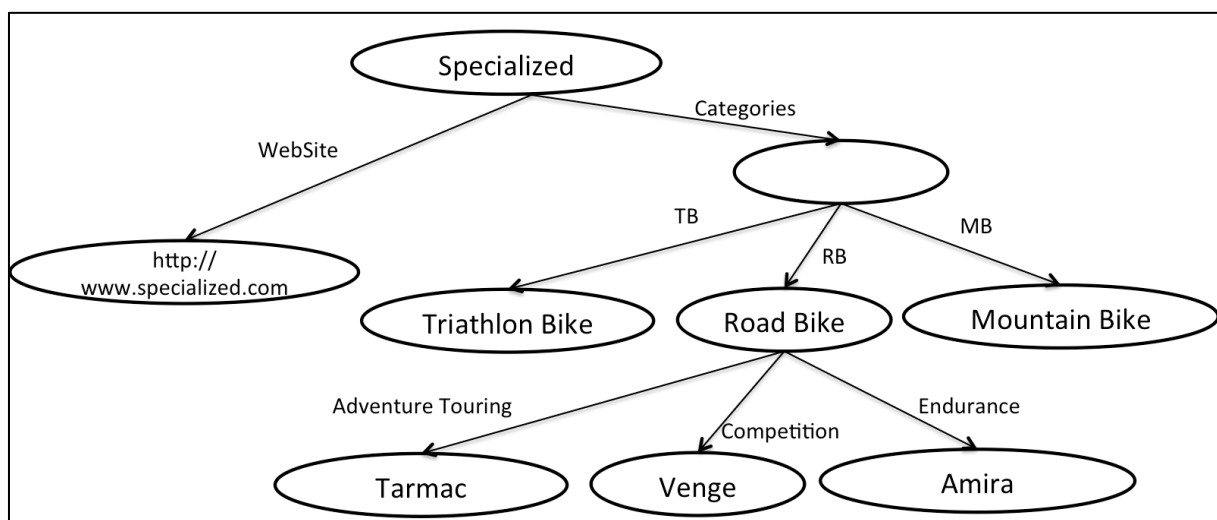 Specialized
Categories
WebSite
TB
MB
RB
http://
www.specialized.com
Triathlon Bike
Road Bike
Mountain Bike
Adventure Touring
Competition
Endurance
Tarmac
Venge
Amira